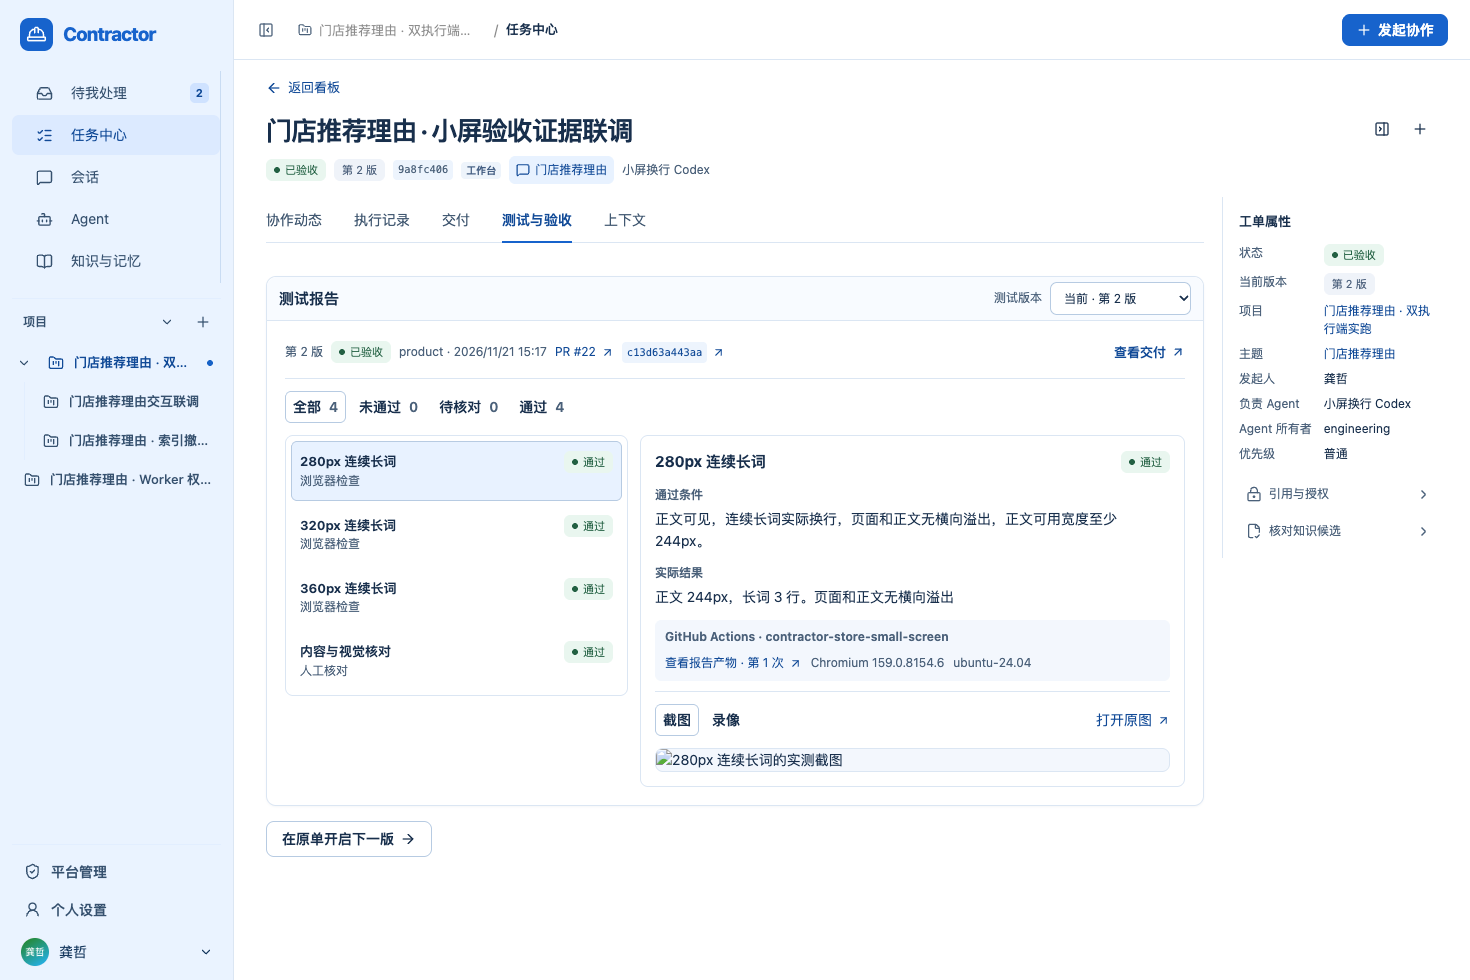 Contractor
待我处理 2
任务中心
会话
Agent
知识与记忆
项目
门店推荐理由 · 双...
门店推荐理由交互联调
门店推荐理由 · 索引撤...
门店推荐理由 · Worker 权...
平台管理
个人设置
龚哲 龚哲
门店推荐理由 · 双执行端... / 任务中心
发起协作
返回看板
门店推荐理由 · 小屏验收证据联调
已验收 第 2 版 9a8fc406 工作台 门店推荐理由 小屏换行 Codex
协作动态 执行记录 交付 测试与验收 上下文
测试报告 测试版本 当前 · 第 2 版
第 2 版 已验收 product · 2026/11/21 15:17 PR #22 c13d63a443aa 查看交付
全部 4 未通过 0 待核对 0 通过 4
280px 连续长词 通过
浏览器检查
320px 连续长词 通过
浏览器检查
360px 连续长词 通过
浏览器检查
内容与视觉核对 通过
人工核对
280px 连续长词 通过
通过条件
正文可见，连续长词实际换行，页面和正文无横向溢出，正文可用宽度至少
244px。
实际结果
正文 244px，长词 3 行。页面和正文无横向溢出
GitHub Actions · contractor-store-small-screen
查看报告产物 · 第 1 次 Chromium 159.0.8154.6 ubuntu-24.04
截图 录像 打开原图
280px 连续长词的实测截图
在原单开启下一版
工单属性
状态 已验收
当前版本 第 2 版
项目 门店推荐理由 · 双执
行端实跑
主题 门店推荐理由
发起人 龚哲
负责 Agent 小屏换行 Codex
Agent 所有者 engineering
优先级 普通
引用与授权
核对知识候选